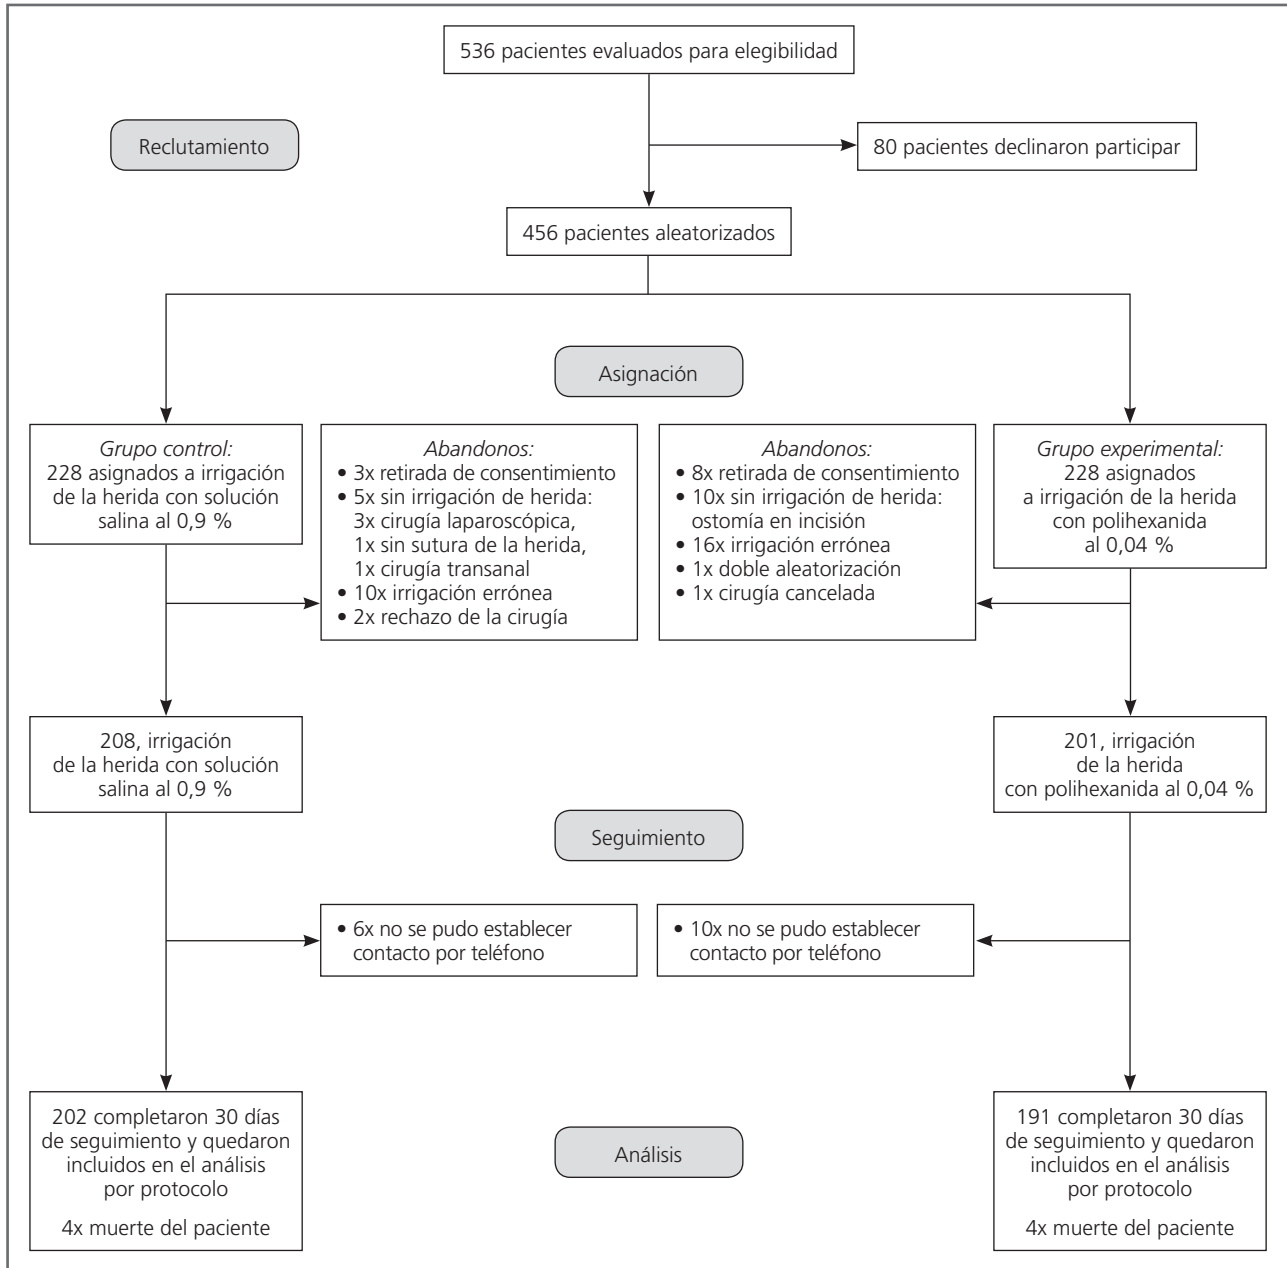 536 pacientes evaluados para elegibilidad
Reclutamiento
80 pacientes declinaron participar
456 pacientes aleatorizados
Asignación
Grupo control:
228 asignados a irrigación
de la herida con solución
salina al 0,9 %
Abandonos:
• 3x retirada de consentimiento
• 5x sin irrigación de herida:
3x cirugía laparoscópica,
1x sin sutura de la herida,
1x cirugía transanal
• 10x irrigación errónea
• 2x rechazo de la cirugía
Abandonos:
• 8x retirada de consentimiento
• 10x sin irrigación de herida:
ostomía en incisión
• 16x irrigación errónea
• 1x doble aleatorización
• 1x cirugía cancelada
Grupo experimental:
228 asignados
a irrigación de la herida
con polihexanida
al 0,04 %
208, irrigación
de la herida con solución
salina al 0,9 %
201, irrigación
de la herida
con polihexanida al 0,04 %
Seguimiento
• 6x no se pudo establecer
contacto por teléfono
• 10x no se pudo establecer
contacto por teléfono
202 completaron 30 días
de seguimiento y quedaron
incluidos en el análisis
por protocolo
4x muerte del paciente
Análisis
191 completaron 30 días
de seguimiento y quedaron
incluidos en el análisis
por protocolo
4x muerte del paciente